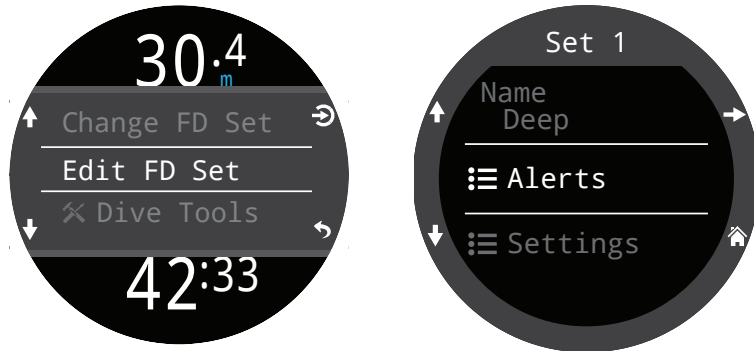 30.4
m
Change FD Set
Edit FD Set
Dive Tools
42:33
Set 1
Name
Deep
Alerts
Settings